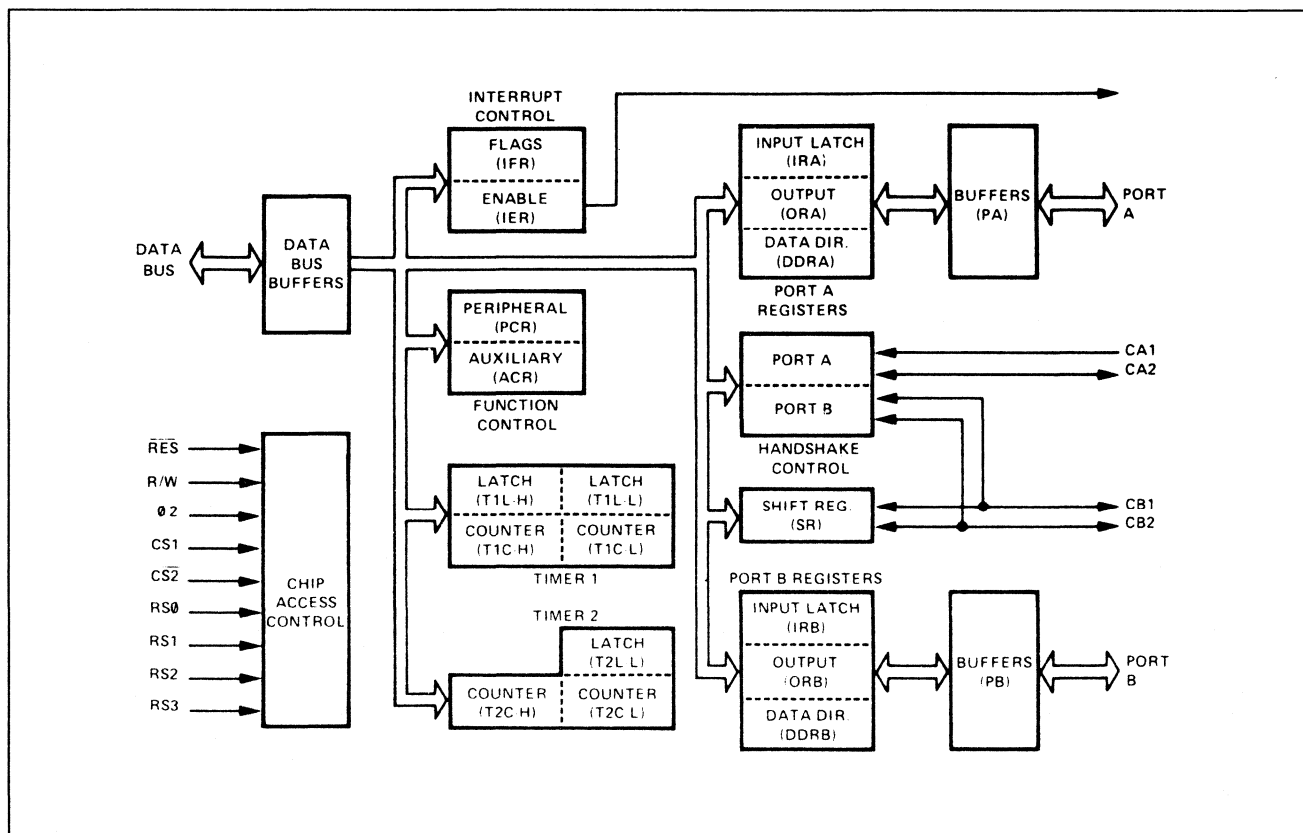 INTERRUPT
CONTROL
FLAGS
(IFR)
ENABLE
(IER)
DATA
BUS
DATA
BUS
BUFFERS
PERIPHERAL
(PCR)
AUXILIARY
(ACR)
FUNCTION
CONTROL
RES
R/W
Ø2
CS1
CS2
RSØ
RS1
RS2
RS3
CHIP
ACCESS
CONTROL
LATCH
(T1L-H)
LATCH
(T1L-L)
COUNTER
(T1C-H)
COUNTER
(T1C-L)
TIMER 1
TIMER 2
LATCH
(T2L-L)
COUNTER
(T2C-H)
COUNTER
(T2C-L)
INPUT LATCH
(IRA)
OUTPUT
(ORA)
DATA DIR.
(DDRA)
PORT A
REGISTERS
BUFFERS
(PA)
PORT
A
PORT A
PORT B
HANDSHAKE
CONTROL
CA1
CA2
SHIFT REG.
(SR)
CB1
CB2
PORT B REGISTERS
INPUT LATCH
(IRB)
OUTPUT
(ORB)
DATA DIR.
(DDRB)
BUFFERS
(PB)
PORT
B